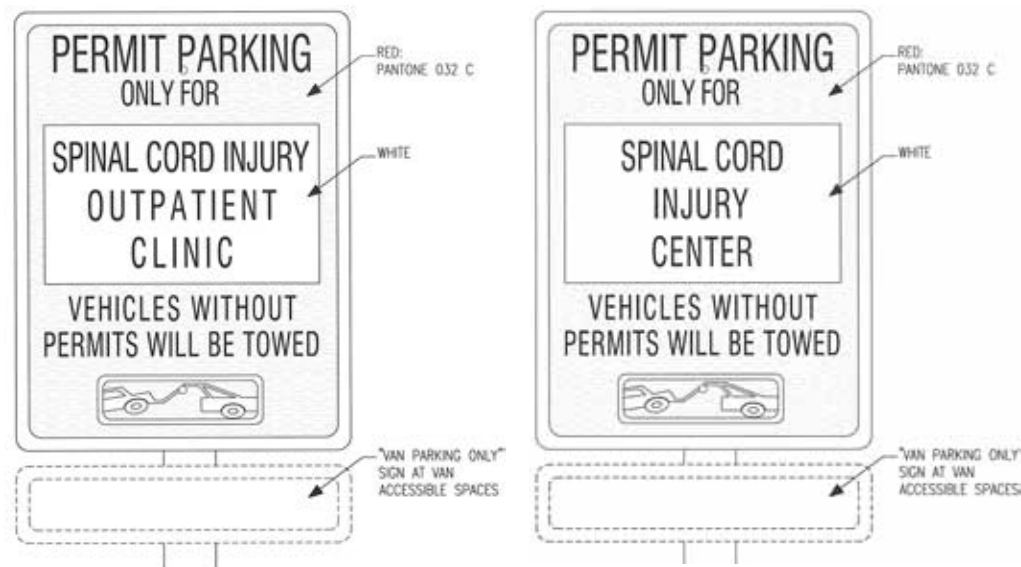 PERMIT PARKING
ONLY FOR
SPINAL CORD INJURY
OUTPATIENT
CLINIC
VEHICLES WITHOUT
PERMITS WILL BE TOWED
RED:
PANTONE 032 C
WHITE
"VAN PARKING ONLY"
SIGN AT VAN
ACCESSIBLE SPACES
PERMIT PARKING
ONLY FOR
SPINAL CORD
INJURY
CENTER
VEHICLES WITHOUT
PERMITS WILL BE TOWED
RED:
PANTONE 032 C
WHITE
"VAN PARKING ONLY"
SIGN AT VAN
ACCESSIBLE SPACES